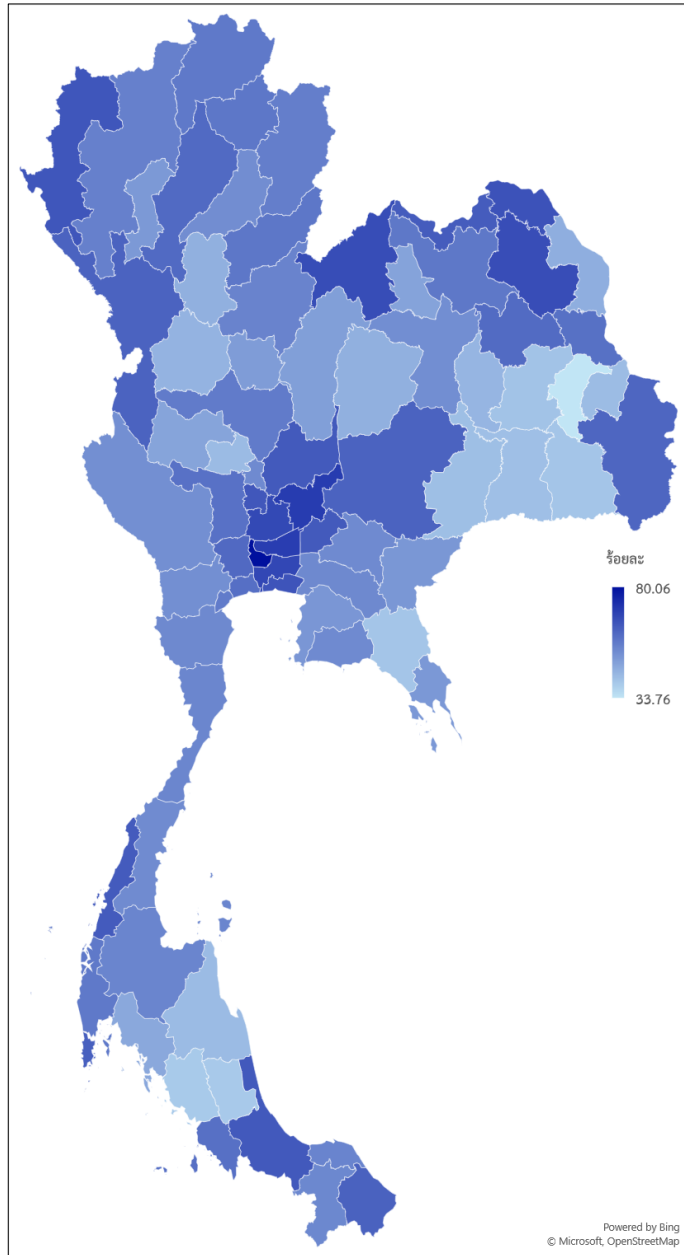 ร้อยละ
80.06
33.76
Powered by Bing
© Microsoft, OpenStreetMap